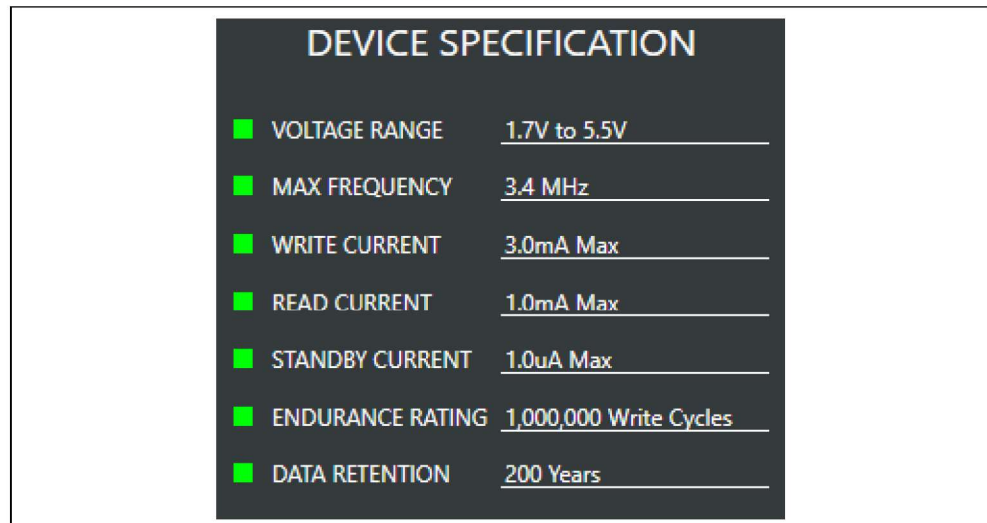 DEVICE SPECIFICATION
VOLTAGE RANGE 1.7V to 5.5V
MAX FREQUENCY 3.4 MHz
WRITE CURRENT 3.0mA Max
READ CURRENT 1.0mA Max
STANDBY CURRENT 1.0uA Max
ENDURANCE RATING 1,000,000 Write Cycles
DATA RETENTION 200 Years